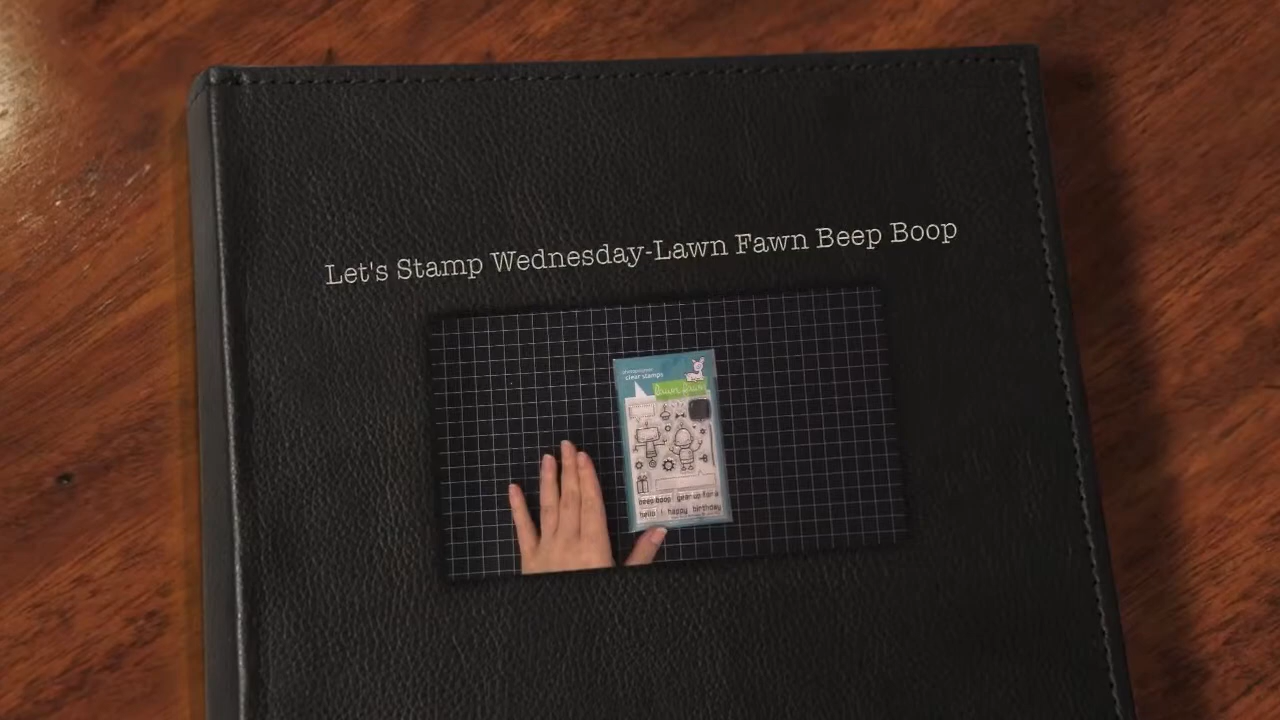 Let's Stamp Wednesday-Lawn Fawn Beep Boop
photopolymer
clear stamps
Lawn Fawn
beep boop gear up for a
hello ! happy birthday